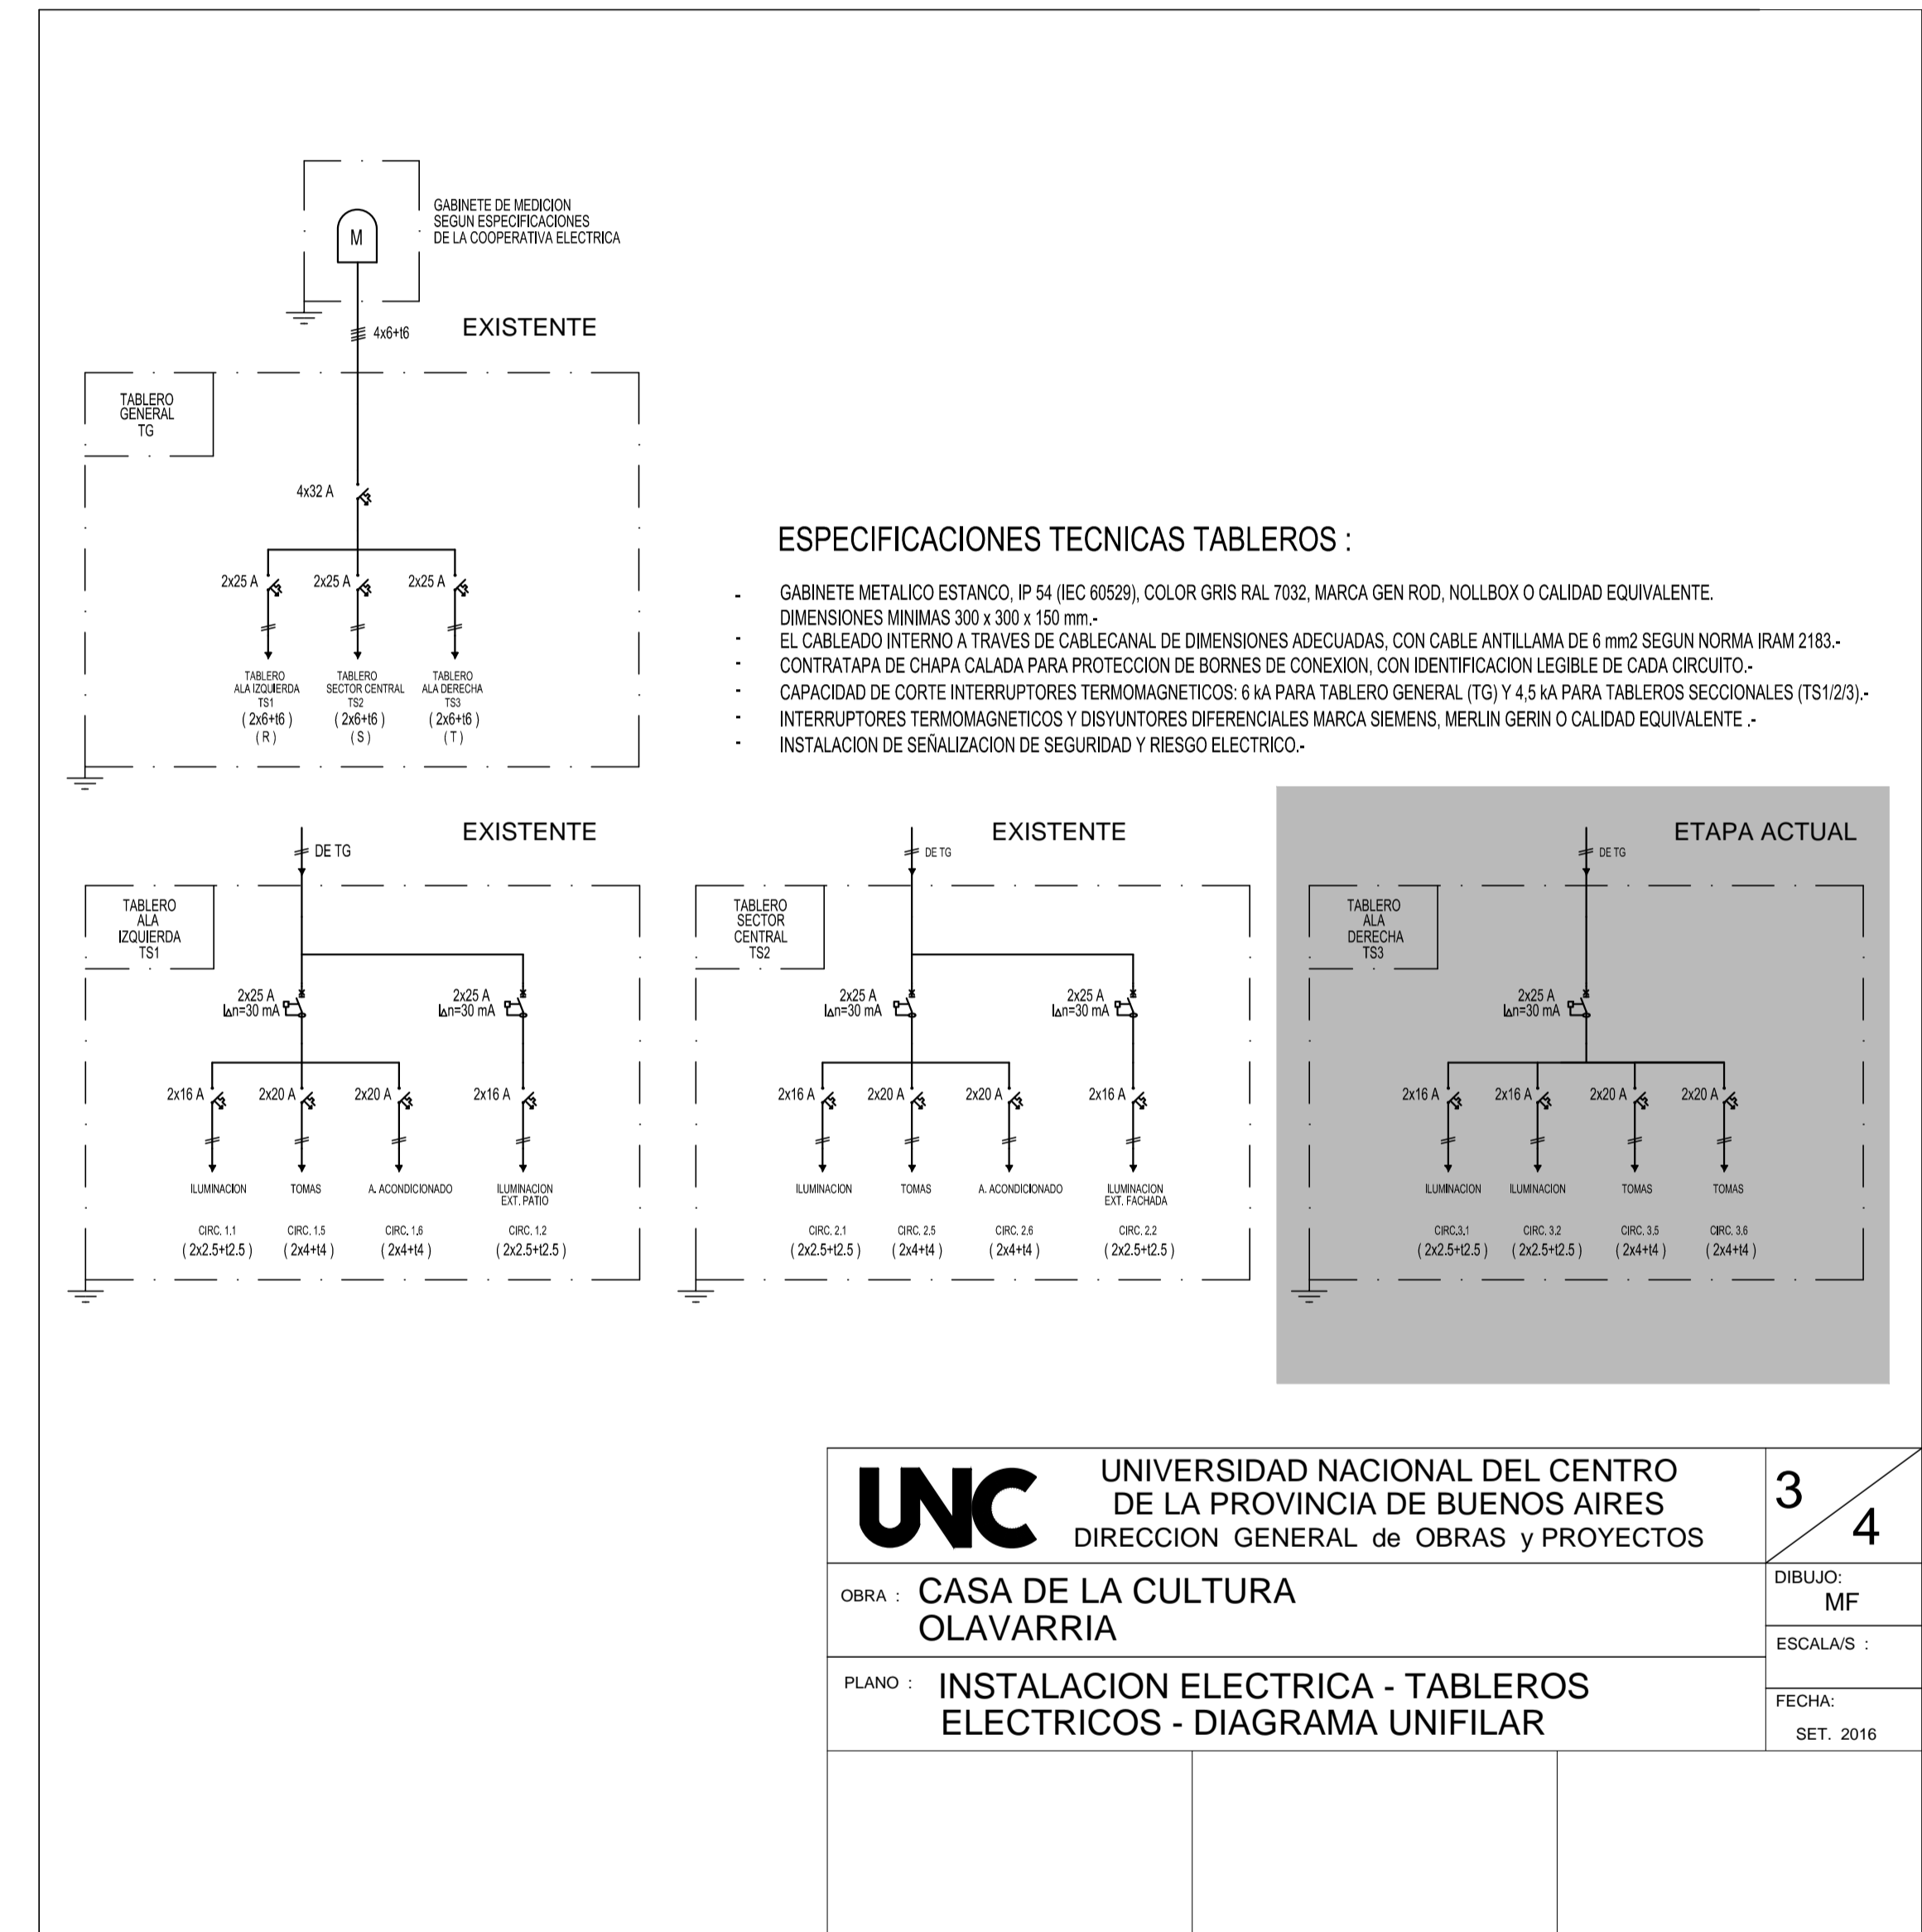 M
GABINETE DE MEDICION
SEGUN ESPECIFICACIONES
DE LA COOPERATIVA ELECTRICA
4x6+t6
EXISTENTE
TABLERO
GENERAL
TG
4x32 A
2x25 A
2x25 A
2x25 A
TABLERO
ALA IZQUIERDA
TS1
( 2x6+t6 )
( R )
TABLERO
SECTOR CENTRAL
TS2
( 2x6+t6 )
( S )
TABLERO
ALA DERECHA
TS3
( 2x6+t6 )
( T )
ESPECIFICACIONES TECNICAS TABLEROS :
- GABINETE METALICO ESTANCO, IP 54 (IEC 60529), COLOR GRIS RAL 7032, MARCA GEN ROD, NOLLBOX O CALIDAD EQUIVALENTE.
DIMENSIONES MINIMAS 300 x 300 x 150 mm.-
- EL CABLEADO INTERNO A TRAVES DE CABLECANAL DE DIMENSIONES ADECUADAS, CON CABLE ANTILLAMA DE 6 mm2 SEGUN NORMA IRAM 2183.-
- CONTRATAPA DE CHAPA CALADA PARA PROTECCION DE BORNES DE CONEXION, CON IDENTIFICACION LEGIBLE DE CADA CIRCUITO.-
- CAPACIDAD DE CORTE INTERRUPTORES TERMOMAGNETICOS: 6 kA PARA TABLERO GENERAL (TG) Y 4,5 kA PARA TABLEROS SECCIONALES (TS1/2/3).-
- INTERRUPTORES TERMOMAGNETICOS Y DISYUNTORES DIFERENCIALES MARCA SIEMENS, MERLIN GERIN O CALIDAD EQUIVALENTE .-
- INSTALACION DE SEÑALIZACION DE SEGURIDAD Y RIESGO ELECTRICO.-
EXISTENTE
DE TG
TABLERO
ALA
IZQUIERDA
TS1
2x25 A
I∆n=30 mA
2x25 A
I∆n=30 mA
2x16 A
2x20 A
2x20 A
2x16 A
ILUMINACION
TOMAS
A. ACONDICIONADO
ILUMINACION
EXT. PATIO
CIRC. 1.1
( 2x2.5+t2.5 )
CIRC. 1.5
( 2x4+t4 )
CIRC. 1.6
( 2x4+t4 )
CIRC. 1.2
( 2x2.5+t2.5 )
EXISTENTE
DE TG
TABLERO
SECTOR
CENTRAL
TS2
2x25 A
I∆n=30 mA
2x25 A
I∆n=30 mA
2x16 A
2x20 A
2x20 A
2x16 A
ILUMINACION
TOMAS
A. ACONDICIONADO
ILUMINACION
EXT. FACHADA
CIRC. 2.1
( 2x2.5+t2.5 )
CIRC. 2.5
( 2x4+t4 )
CIRC. 2.6
( 2x4+t4 )
CIRC. 2.2
( 2x2.5+t2.5 )
ETAPA ACTUAL
DE TG
TABLERO
ALA
DERECHA
TS3
2x25 A
I∆n=30 mA
2x16 A
2x16 A
2x20 A
2x20 A
ILUMINACION
ILUMINACION
TOMAS
TOMAS
CIRC.3.1
( 2x2.5+t2.5 )
CIRC. 3.2
( 2x2.5+t2.5 )
CIRC. 3.5
( 2x4+t4 )
CIRC. 3.6
( 2x4+t4 )
UNC
UNIVERSIDAD NACIONAL DEL CENTRO
DE LA PROVINCIA DE BUENOS AIRES
DIRECCION GENERAL de OBRAS y PROYECTOS
3
4
OBRA : CASA DE LA CULTURA
OLAVARRIA
DIBUJO:
MF
ESCALA/S :
PLANO : INSTALACION ELECTRICA - TABLEROS
ELECTRICOS - DIAGRAMA UNIFILAR
FECHA:
SET. 2016